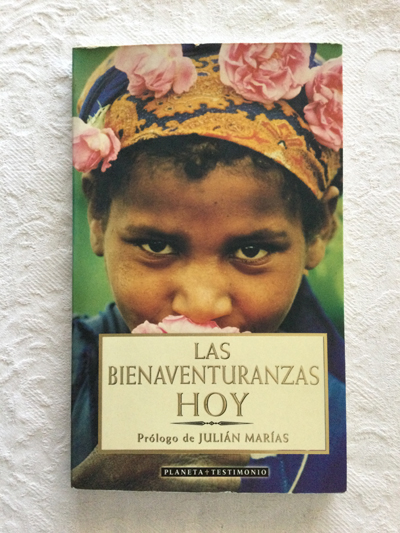 LAS
BIENAVENTURANZAS
HOY
Prólogo de JULIÁN MARÍAS
PLANETA✝TESTIMONIO